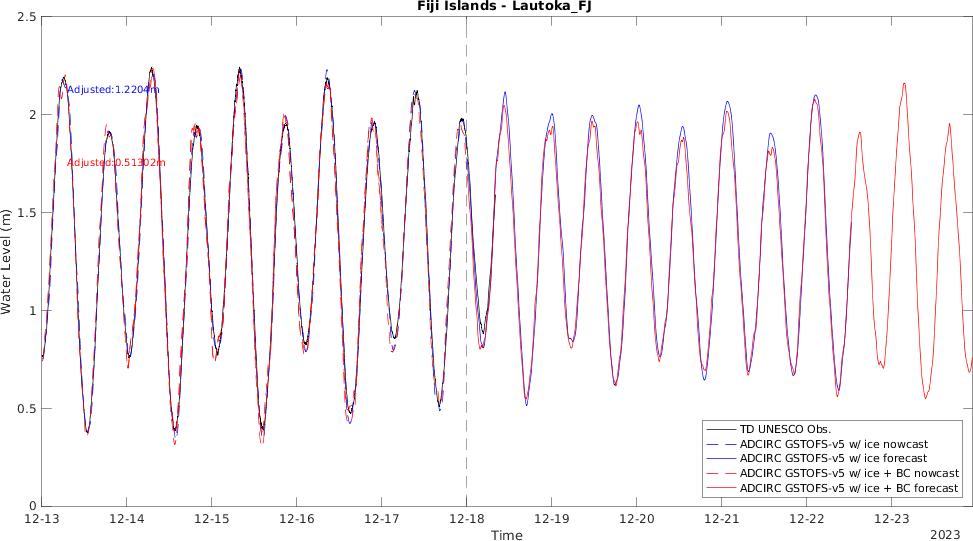 Fiji Islands - Lautoka_FJ
2.5
2
1.5
1
0.5
0
Water Level (m)
Adjusted:1.2204m
Adjusted:0.51302m
TD UNESCO Obs.
ADCIRC GSTOFS-v5 w/ ice nowcast
ADCIRC GSTOFS-v5 w/ ice forecast
ADCIRC GSTOFS-v5 w/ ice + BC nowcast
ADCIRC GSTOFS-v5 w/ ice + BC forecast
12-13 12-14 12-15 12-16 12-17 12-18 12-19 12-20 12-21 12-22 12-23
Time
2023